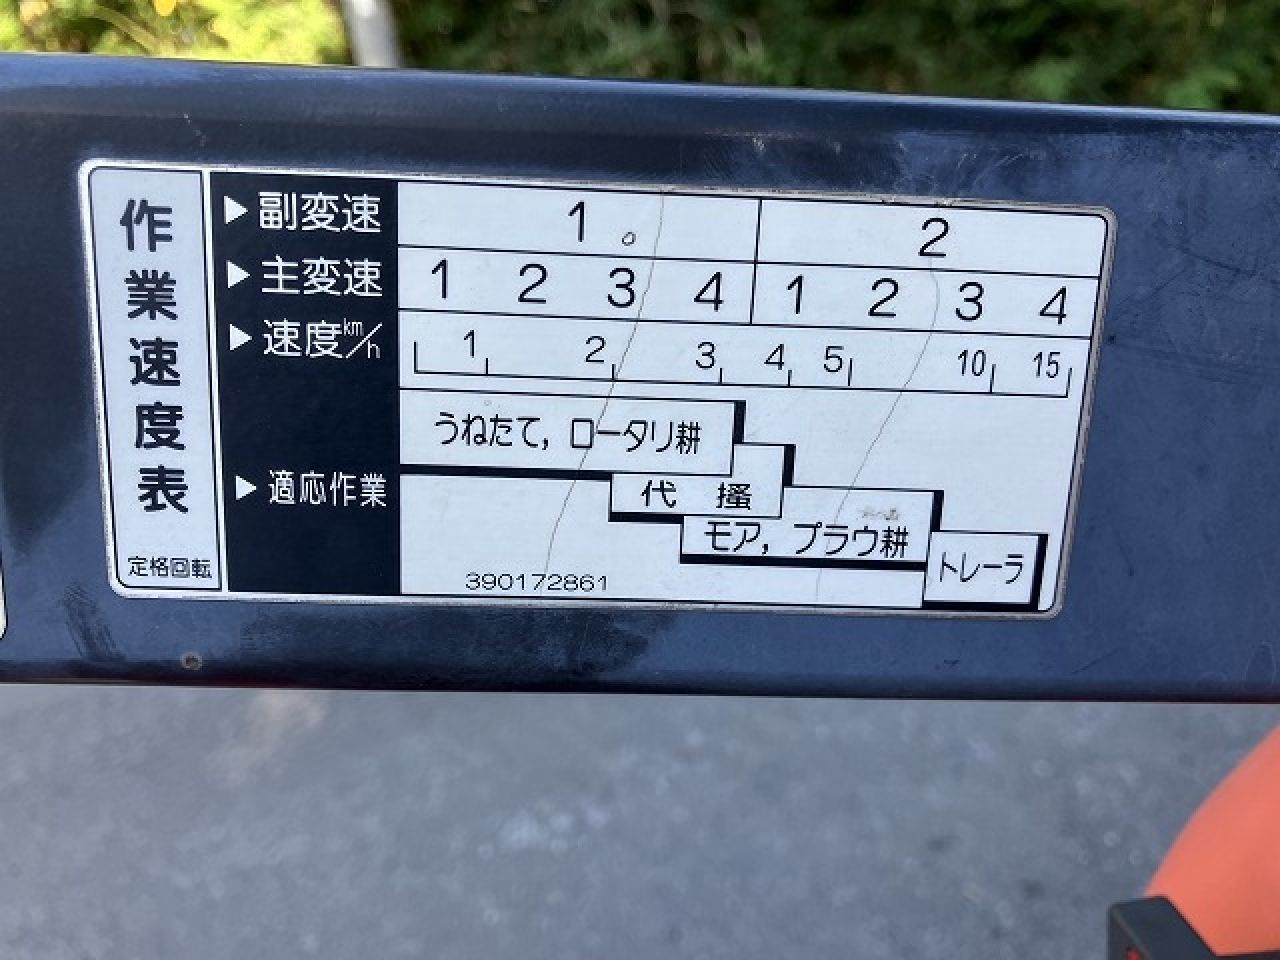 作業速度表
定格回転
▶副変速 1 2
▶主変速 1 2 3 4 1 2 3 4
▶速度km/h 1 2 3 4 5 10 15
▶適応作業
うねたて, ロータリ耕
代 掻
モア, プラウ耕
トレーラ
390172861